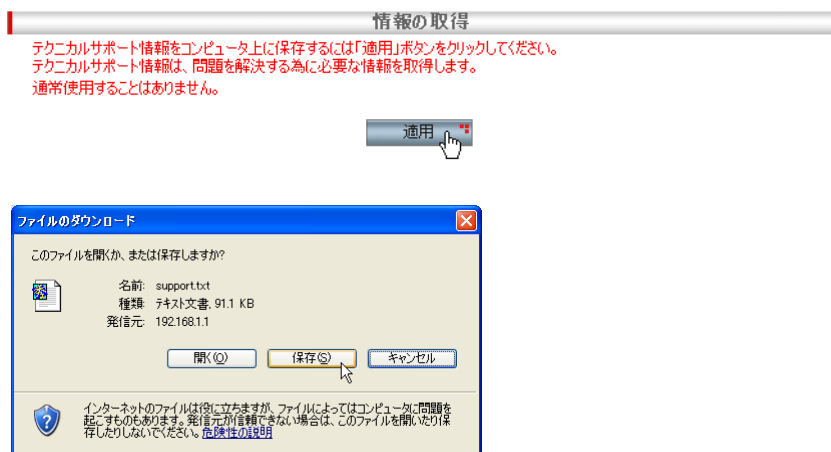 情報の取得
テクニカルサポート情報をコンピュータ上に保存するには「適用」ボタンをクリックしてください。
テクニカルサポート情報は、問題を解決する為に必要な情報を取得します。
通常使用することはありません。
適用
ファイルのダウンロード
このファイルを開くか、または保存しますか?
名前: support.txt
種類: テキスト文書, 91.1 KB
発信元: 192.168.1.1
開く(O)
保存(S)
キャンセル
インターネットのファイルは役に立ちますが、ファイルによってはコンピュータに問題を
起こすものもあります。発信元が信頼できない場合は、このファイルを開いたり保
存したりしないでください。危険性の説明